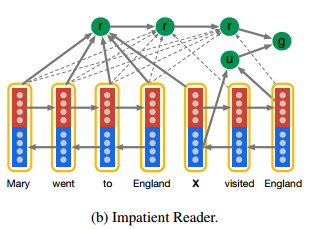 r r r
g
u
Mary went to England X visited England
(b) Impatient Reader.